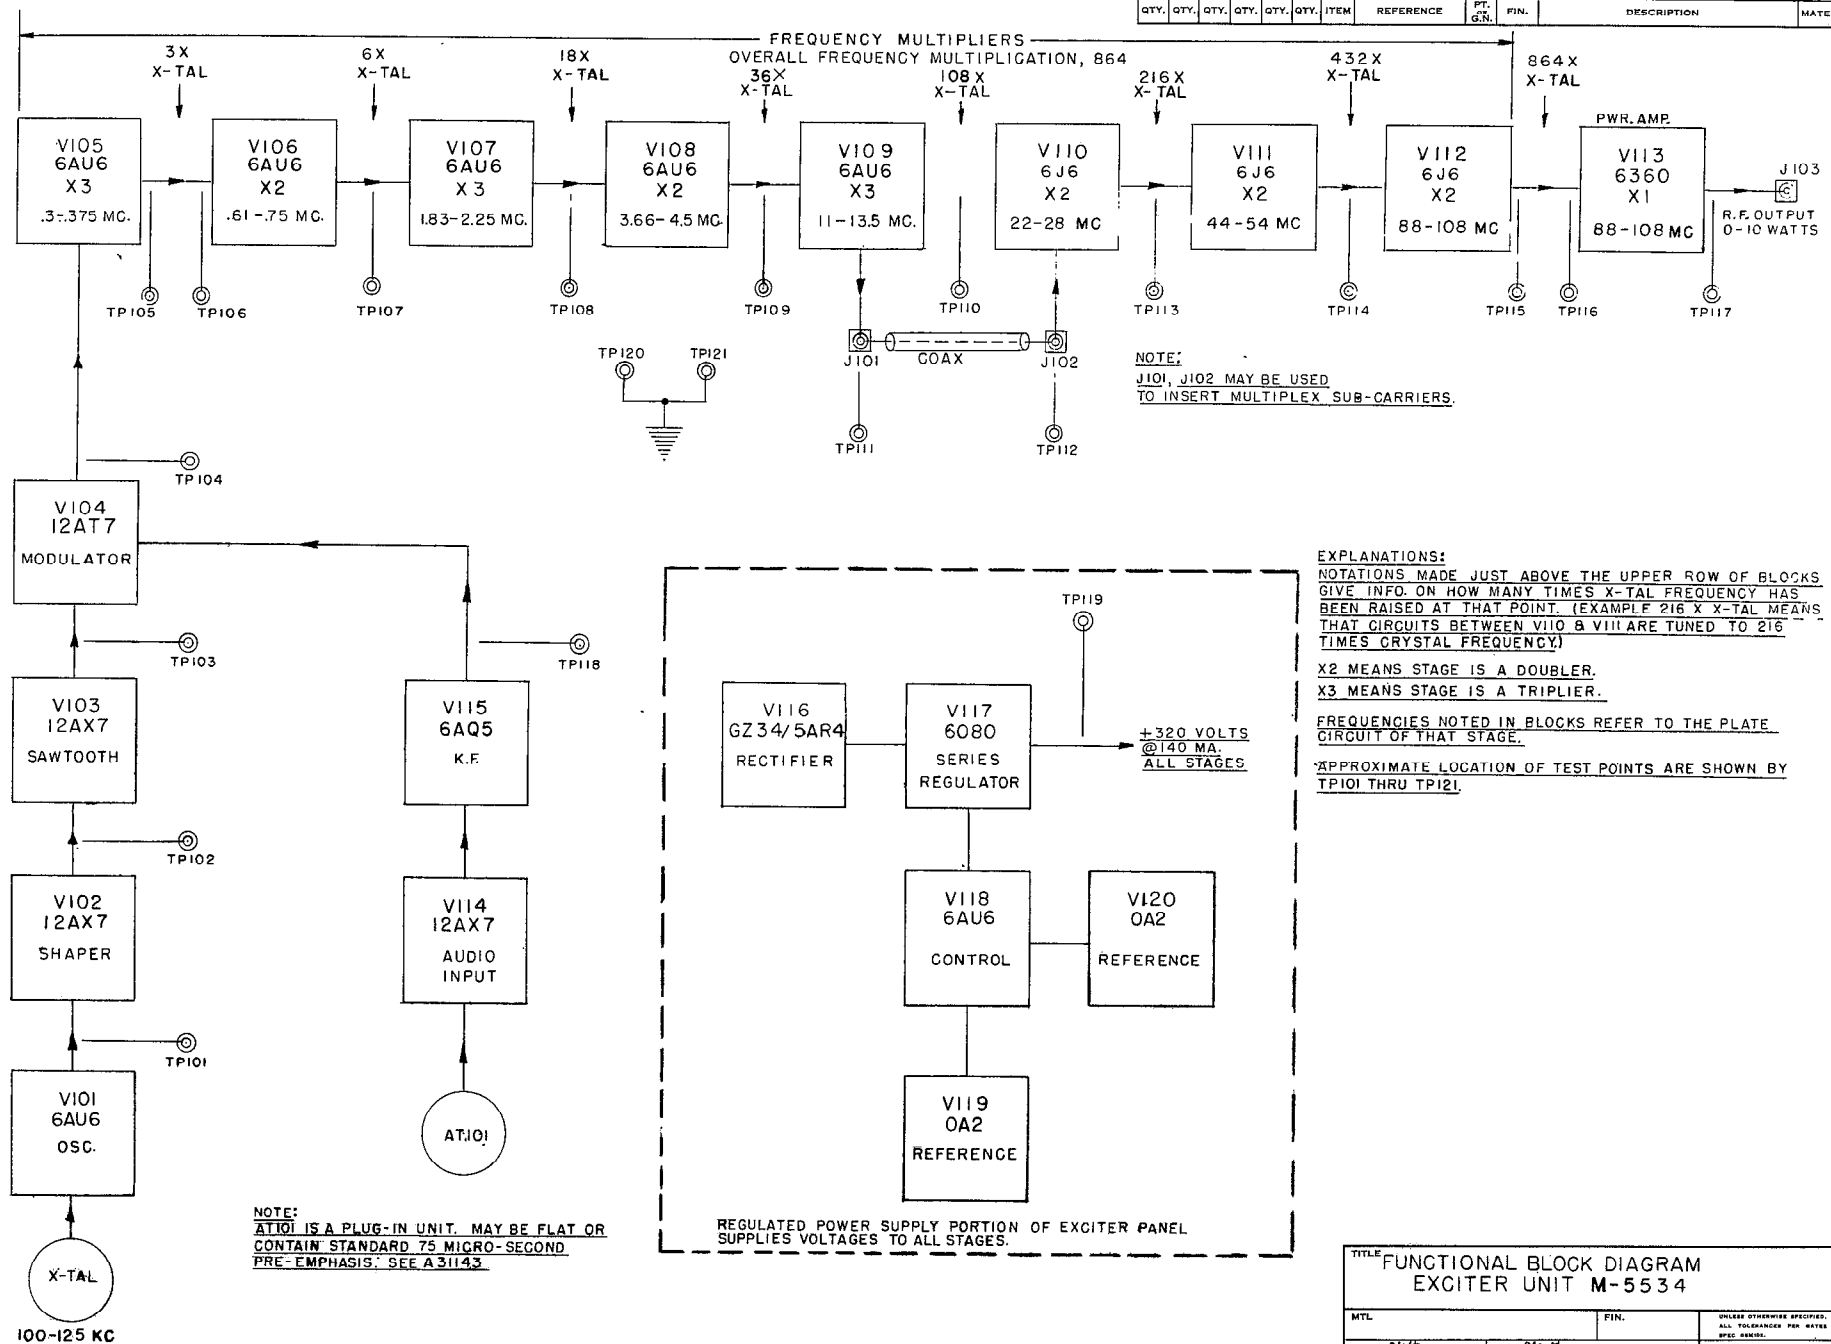 QTY. QTY. QTY. QTY. QTY. QTY. ITEM REFERENCE PT. OR G.N. FIN. DESCRIPTION MATE
FREQUENCY MULTIPLIERS
OVERALL FREQUENCY MULTIPLICATION, 864
3X
X-TAL
6X
X-TAL
18X
X-TAL
36X
X-TAL
108X
X-TAL
216X
X-TAL
432X
X-TAL
864X
X-TAL
V105
6AU6
X3
.3-.375 MC.
V106
6AU6
X2
.61-.75 MC.
V107
6AU6
X3
1.83-2.25 MC.
V108
6AU6
X2
3.66-4.5 MC.
V109
6AU6
X3
11-13.5 MC.
V110
6J6
X2
22-28 MC
V111
6J6
X2
44-54 MC
V112
6J6
X2
88-108 MC
PWR. AMP.
V113
6360
X1
88-108 MC
J103
R.F. OUTPUT
0-10 WATTS
TP105
TP106
TP107
TP108
TP109
TP110
TP113
TP114
TP115
TP116
TP117
TP120
TP121
J101
COAX
J102
TP111
TP112
NOTE:
J101, J102 MAY BE USED
TO INSERT MULTIPLEX SUB-CARRIERS.
TP104
V104
12AT7
MODULATOR
TP103
V103
12AX7
SAWTOOTH
TP102
V102
12AX7
SHAPER
TP101
V101
6AU6
OSC.
X-TAL
100-125 KC
TP118
V115
6AQ5
K.F.
V114
12AX7
AUDIO
INPUT
AT101
NOTE:
AT101 IS A PLUG-IN UNIT. MAY BE FLAT OR
CONTAIN STANDARD 75 MICRO-SECOND
PRE-EMPHASIS. SEE A31143
TP119
V116
GZ34/5AR4
RECTIFIER
V117
6080
SERIES
REGULATOR
+320 VOLTS
@140 MA.
ALL STAGES
V118
6AU6
CONTROL
V120
OA2
REFERENCE
V119
OA2
REFERENCE
REGULATED POWER SUPPLY PORTION OF EXCITER PANEL
SUPPLIES VOLTAGES TO ALL STAGES.
EXPLANATIONS:
NOTATIONS MADE JUST ABOVE THE UPPER ROW OF BLOCKS
GIVE INFO. ON HOW MANY TIMES X-TAL FREQUENCY HAS
BEEN RAISED AT THAT POINT. (EXAMPLE 216 X X-TAL MEANS
THAT CIRCUITS BETWEEN V110 & V111 ARE TUNED TO 216
TIMES CRYSTAL FREQUENCY.)
X2 MEANS STAGE IS A DOUBLER.
X3 MEANS STAGE IS A TRIPLIER.
FREQUENCIES NOTED IN BLOCKS REFER TO THE PLATE
CIRCUIT OF THAT STAGE.
APPROXIMATE LOCATION OF TEST POINTS ARE SHOWN BY
TP101 THRU TP121.
TITLE FUNCTIONAL BLOCK DIAGRAM
EXCITER UNIT M-5534
MTL
FIN.
UNLESS OTHERWISE SPECIFIED,
ALL TOLERANCES PER GATES